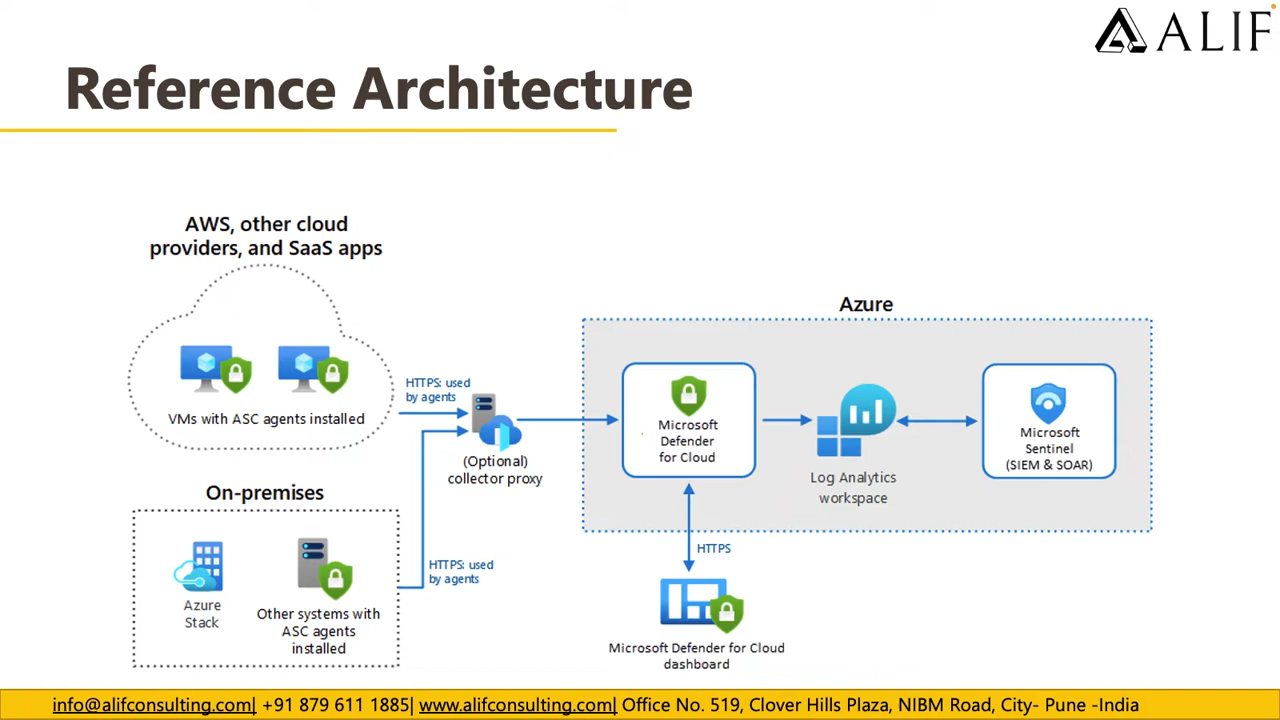 ALIF
Reference Architecture
AWS, other cloud
providers, and SaaS apps
VMs with ASC agents installed
HTTPS: used
by agents
(Optional)
collector proxy
On-premises
Azure
Stack
Other systems with
ASC agents
installed
HTTPS: used
by agents
Azure
Microsoft
Defender
for Cloud
Log Analytics
workspace
Microsoft
Sentinel
(SIEM & SOAR)
HTTPS
Microsoft Defender for Cloud
dashboard
info@alifconsulting.com| +91 879 611 1885| www.alifconsulting.com| Office No. 519, Clover Hills Plaza, NIBM Road, City- Pune -India